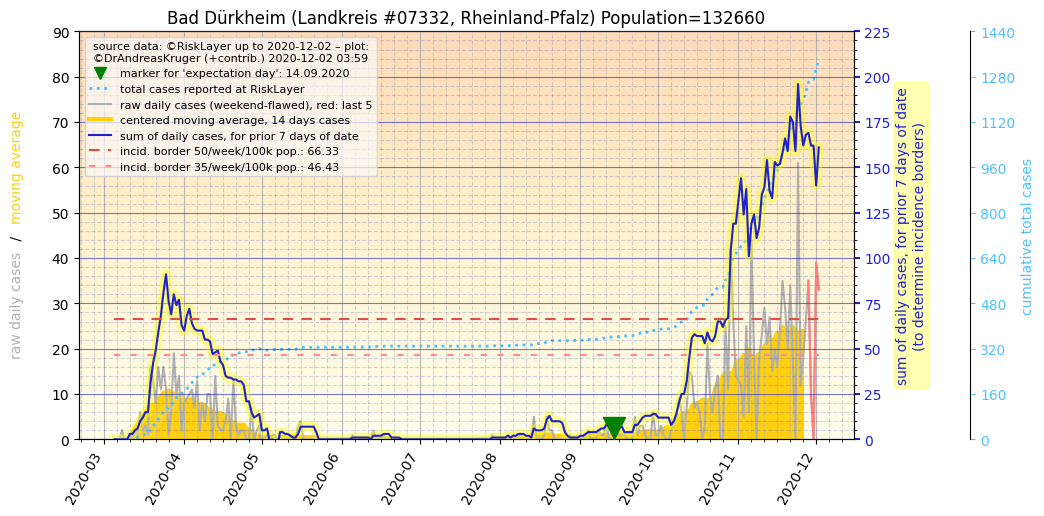 Bad Dürkheim (Landkreis #07332, Rheinland-Pfalz) Population=132660
source data: ©RiskLayer up to 2020-12-02 – plot:
©DrAndreasKruger (+contrib.) 2020-12-02 03:59
marker for 'expectation day': 14.09.2020
total cases reported at RiskLayer
raw daily cases (weekend-flawed), red: last 5
centered moving average, 14 days cases
sum of daily cases, for prior 7 days of date
incid. border 50/week/100k pop.: 66.33
incid. border 35/week/100k pop.: 46.43
raw daily cases / moving average
90
80
70
60
50
40
30
20
10
0
225
200
175
150
125
100
75
50
25
0
sum of daily cases, for prior 7 days of date
(to determine incidence borders)
1440
1280
1120
960
800
640
480
320
160
0
cumulative total cases
2020-03
2020-04
2020-05
2020-06
2020-07
2020-08
2020-09
2020-10
2020-11
2020-12